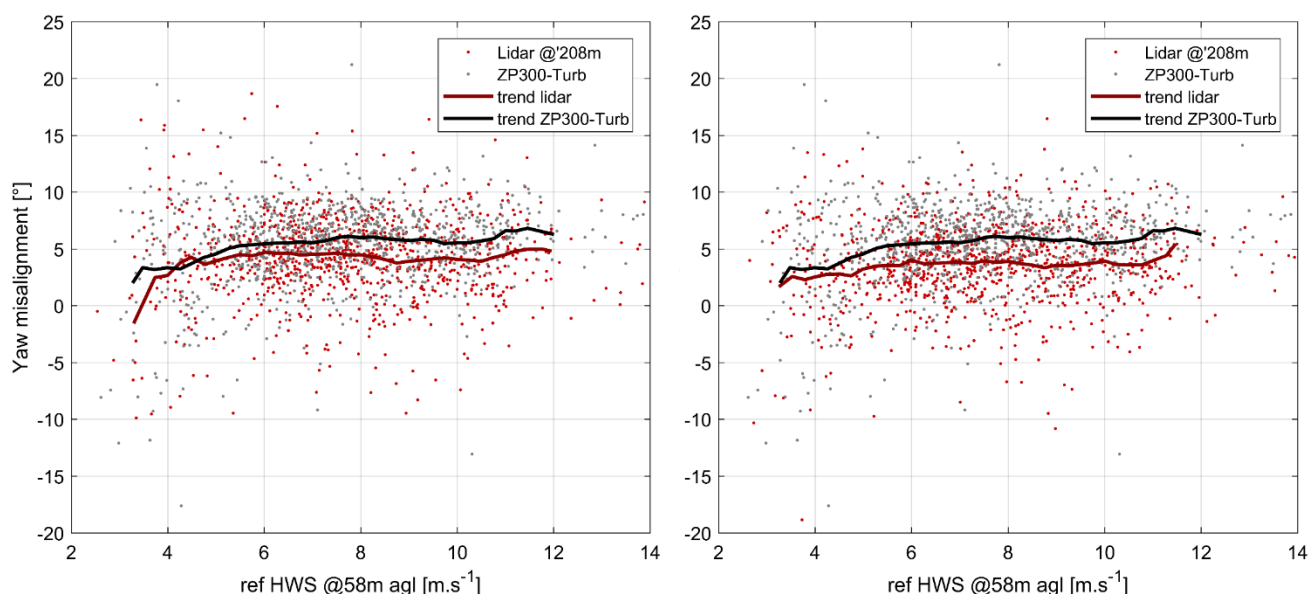 25
20
15
10
5
0
-5
-10
-15
-20
Yaw misalignment [°]
Lidar @'208m
ZP300-Turb
trend lidar
trend ZP300-Turb
2 4 6 8 10 12 14
ref HWS @58m agl [m.s-1]
25
20
15
10
5
0
-5
-10
-15
-20
Lidar @'208m
ZP300-Turb
trend lidar
trend ZP300-Turb
2 4 6 8 10 12 14
ref HWS @58m agl [m.s-1]